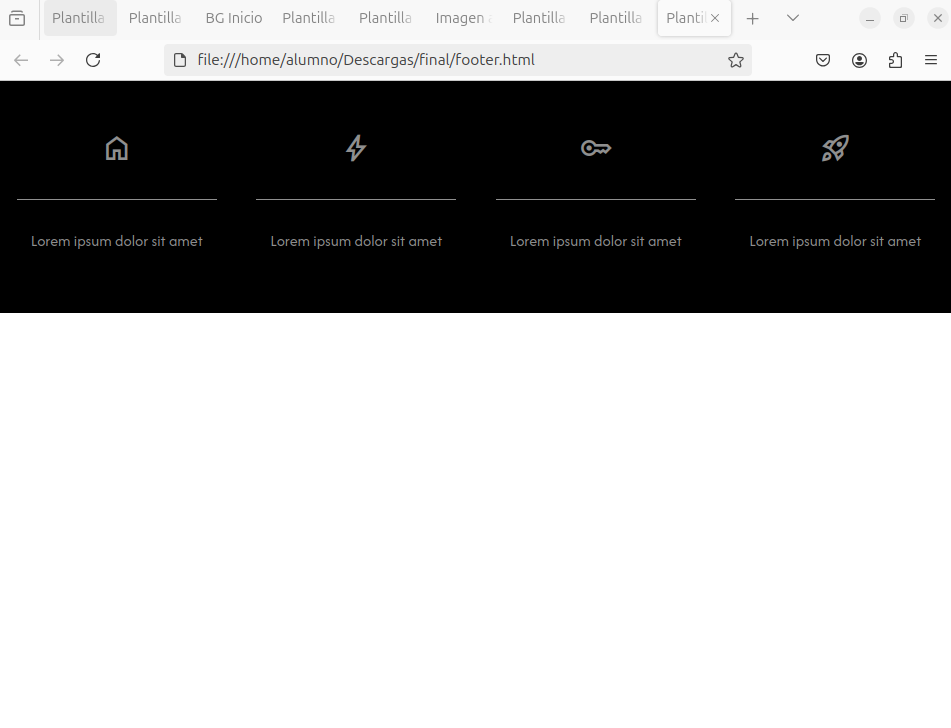 Plantilla Plantilla BG Inicio Plantilla Plantilla Imagen Plantilla Plantilla Plantil
file:///home/alumno/Descargas/final/footer.html
Lorem ipsum dolor sit amet Lorem ipsum dolor sit amet Lorem ipsum dolor sit amet Lorem ipsum dolor sit amet